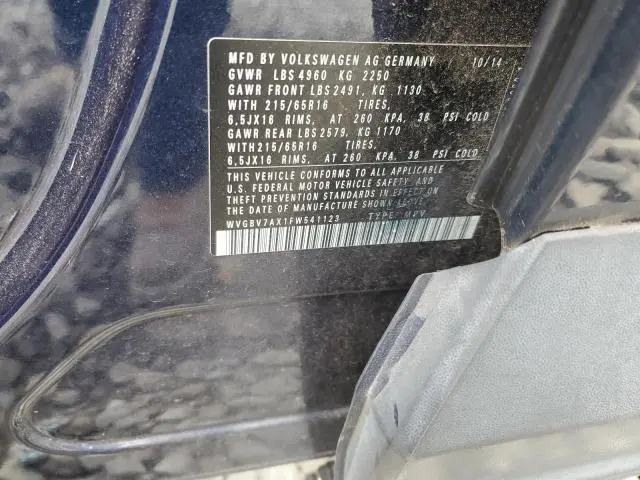 MFD BY VOLKSWAGEN AG GERMANY 10/14
GVWR LBS 4960 KG 2250
GAWR FRONT LBS 2491, KG 1130
WITH 215/65R16 TIRES,
6,5JX16 RIMS, AT 260 KPA, 38 PSI COLD
GAWR REAR LBS 2579, KG 1170
WITH 215/65R16 TIRES,
6,5JX16 RIMS, AT 260 KPA, 38 PSI COLD
THIS VEHICLE CONFORMS TO ALL APPLICABLE
U.S. FEDERAL MOTOR VEHICLE SAFETY AND
THEFT PREVENTION STANDARDS IN EFFECT ON
THE DATE OF MANUFACTURE SHOWN ABOVE.
WVGBV7AX1FW541123 TYPE: MPV